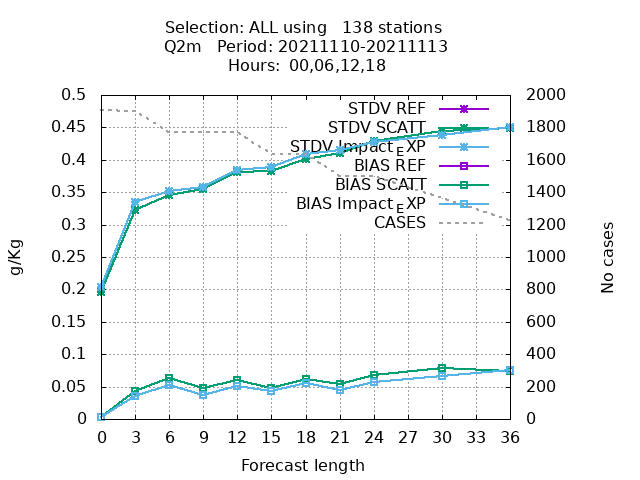 Selection: ALL using   138 stations
Q2m   Period: 20211110-20211113
Hours:  00,06,12,18
0.5
0.45
0.4
0.35
0.3
0.25
0.2
0.15
0.1
0.05
0
g/Kg
STDV REF
STDV SCATT
STDV Impact_EXP
BIAS REF
BIAS SCATT
BIAS Impact_EXP
CASES
2000
1800
1600
1400
1200
1000
800
600
400
200
0
No cases
0 3 6 9 12 15 18 21 24 27 30 32 33 36
Forecast length